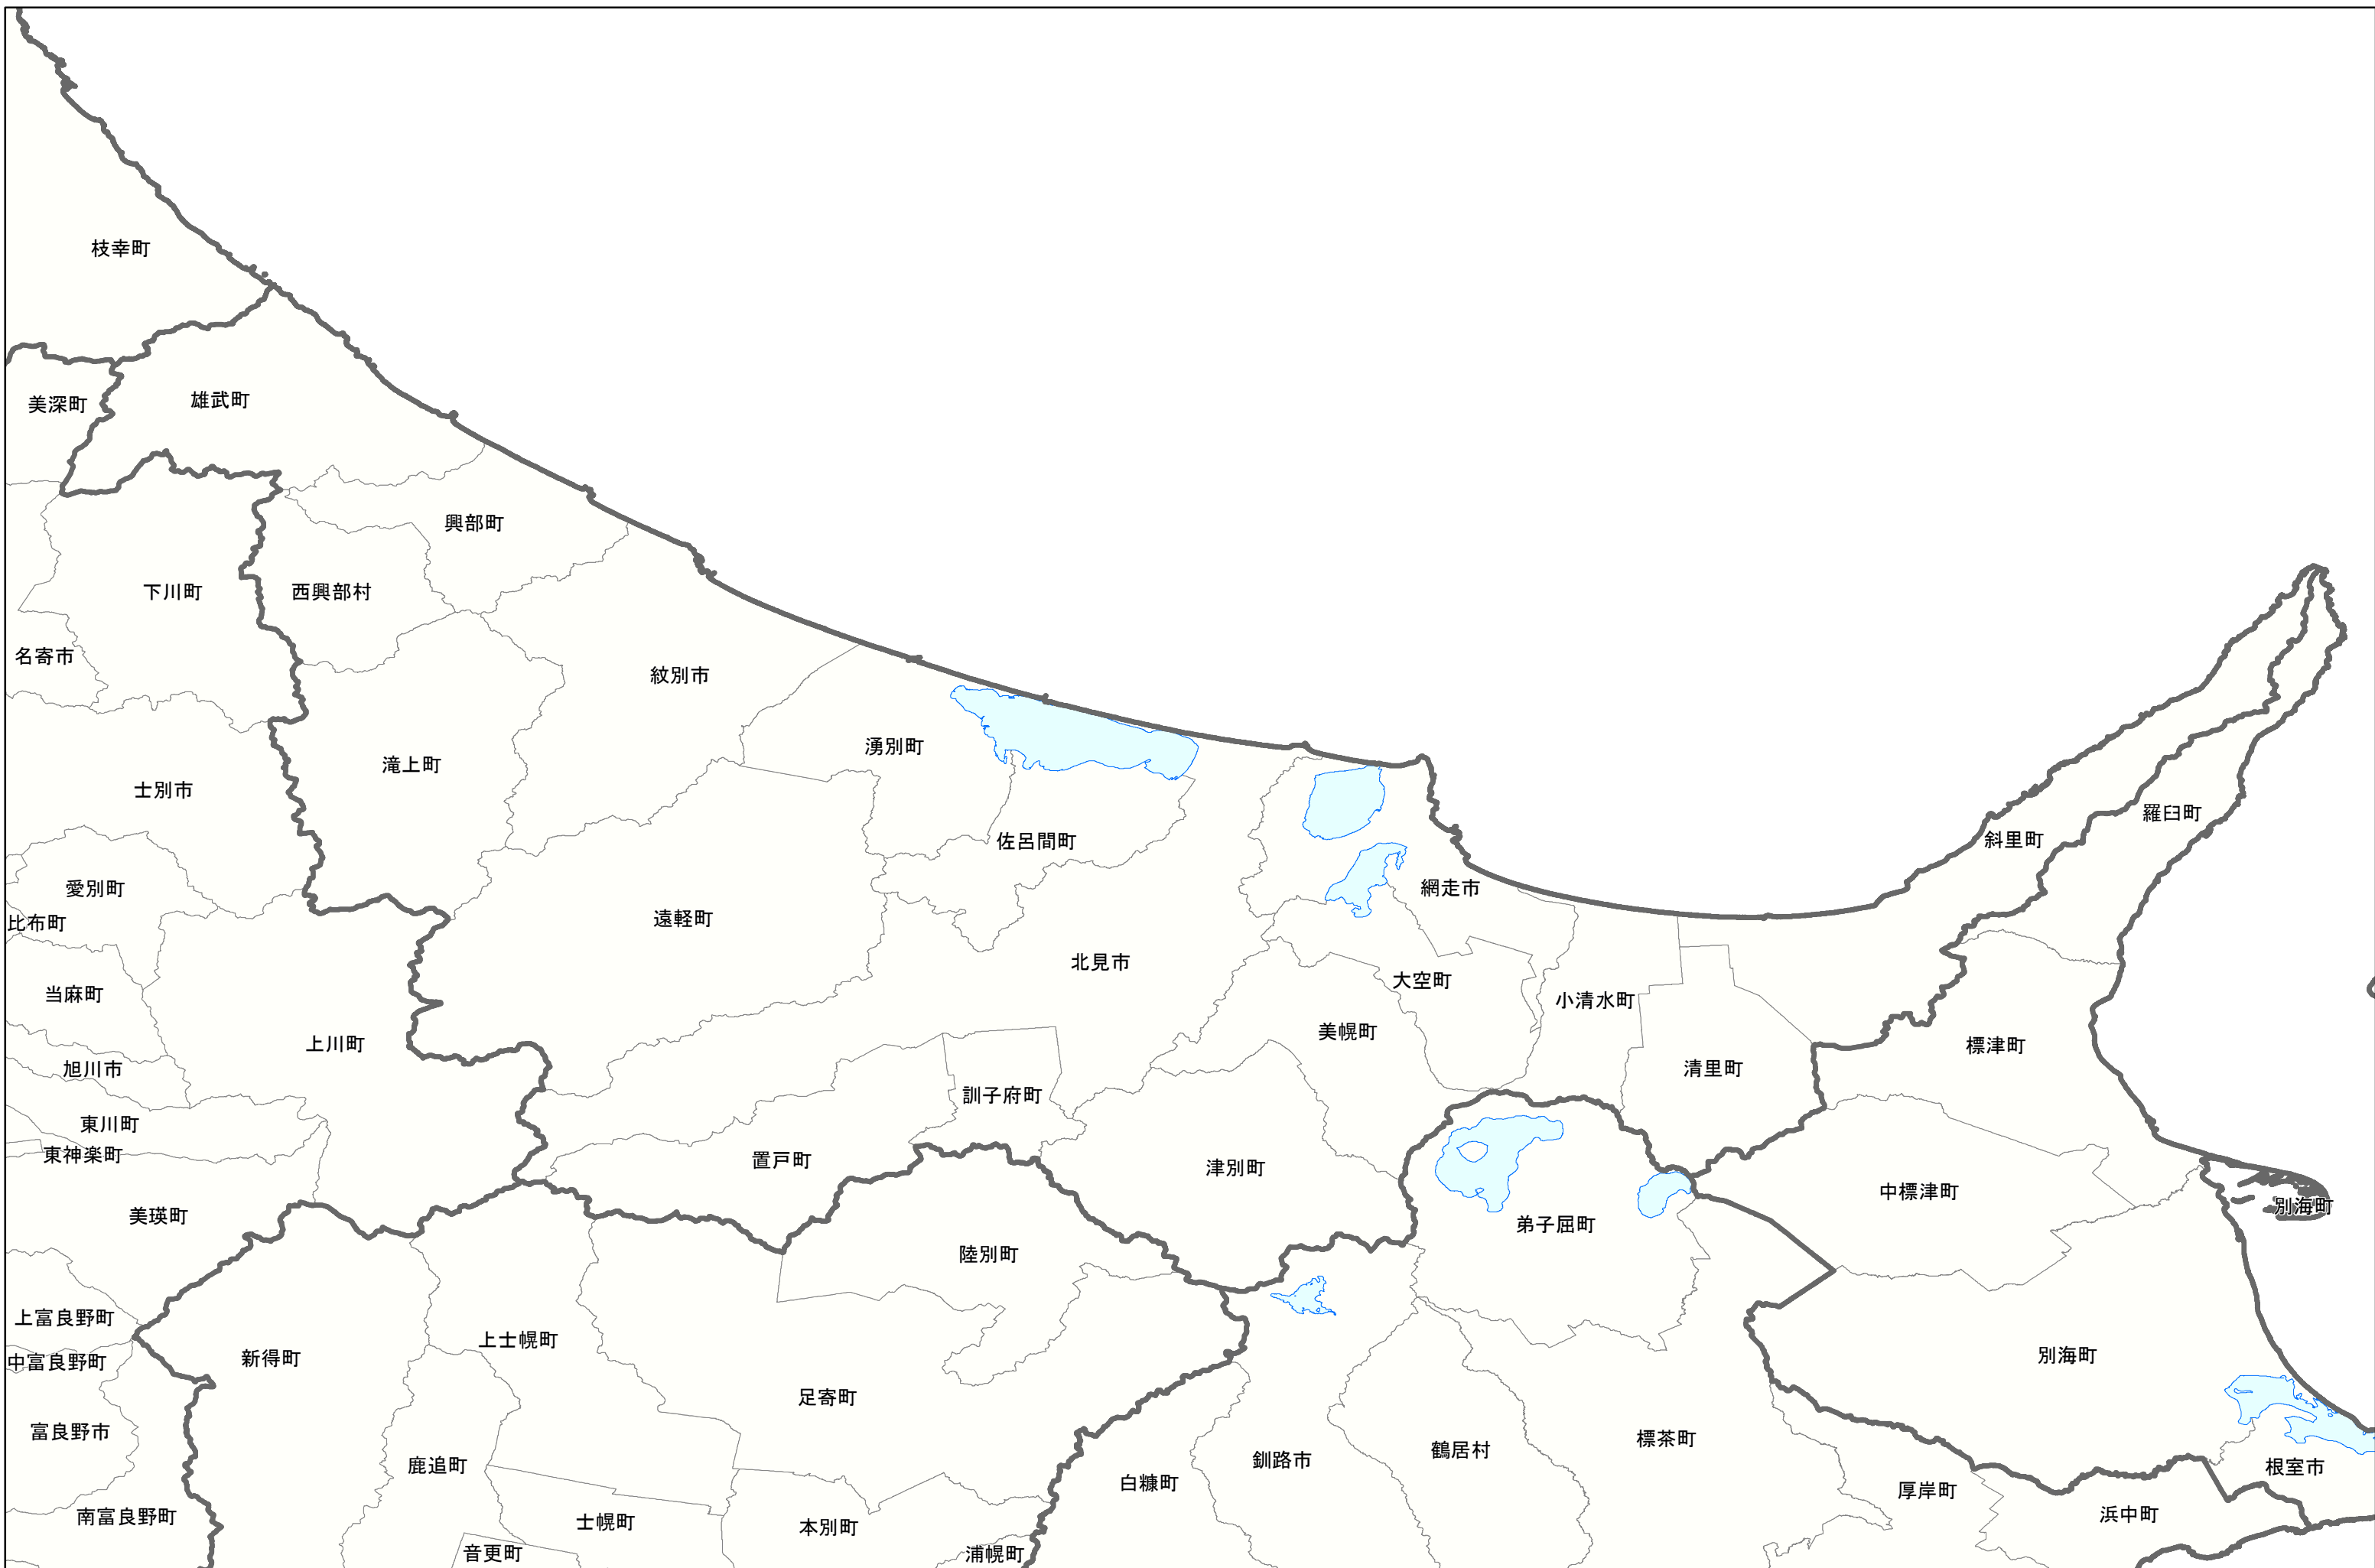 枝幸町
美深町
雄武町
興部町
下川町
西興部村
名寄市
紋別市
湧別町
滝上町
士別市
羅臼町
斜里町
佐呂間町
愛別町
網走市
遠軽町
比布町
北見市
大空町
当麻町
小清水町
美幌町
上川町
標津町
旭川市
清里町
訓子府町
東川町
東神楽町
置戸町
津別町
中標津町
別海町
美瑛町
弟子屈町
陸別町
上富良野町
上士幌町
別海町
新得町
中富良野町
足寄町
富良野市
標茶町
鶴居村
釧路市
鹿追町
根室市
白糠町
厚岸町
浜中町
南富良野町
士幌町
本別町
音更町
浦幌町